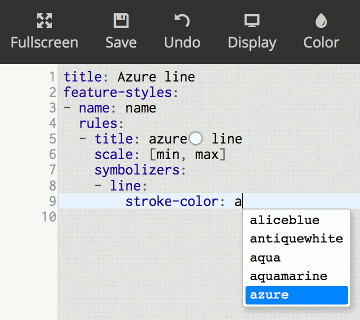 Fullscreen Save Undo Display Color
1 title: Azure line
2 feature-styles:
3 - name: name
4 rules:
5 - title: azure line
6 scale: [min, max]
7 symbolizers:
8 - line:
9 stroke-color: a
10
aliceblue
antiquewhite
aqua
aquamarine
azure